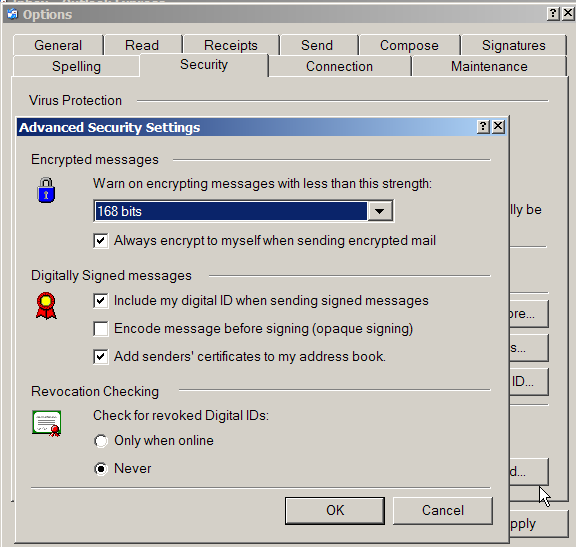 Options
General Read Receipts Send Compose Signatures
Spelling Security Connection Maintenance
Virus Protection
Advanced Security Settings
Encrypted messages
Warn on encrypting messages with less than this strength:
168 bits
lly be
Always encrypt to myself when sending encrypted mail
Digitally Signed messages
Include my digital ID when sending signed messages
re...
Encode message before signing (opaque signing)
s...
Add senders' certificates to my address book.
ID...
Revocation Checking
Check for revoked Digital IDs:
Only when online
Never
d...
OK Cancel
pply